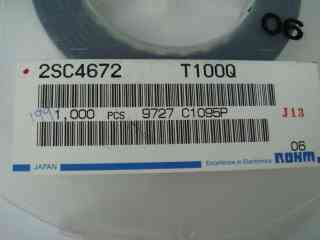 06
2SC4672 T100Q
1,000 PCS 9727 C1095P
J13
06
JAPAN Excellence in Electronics ROHM